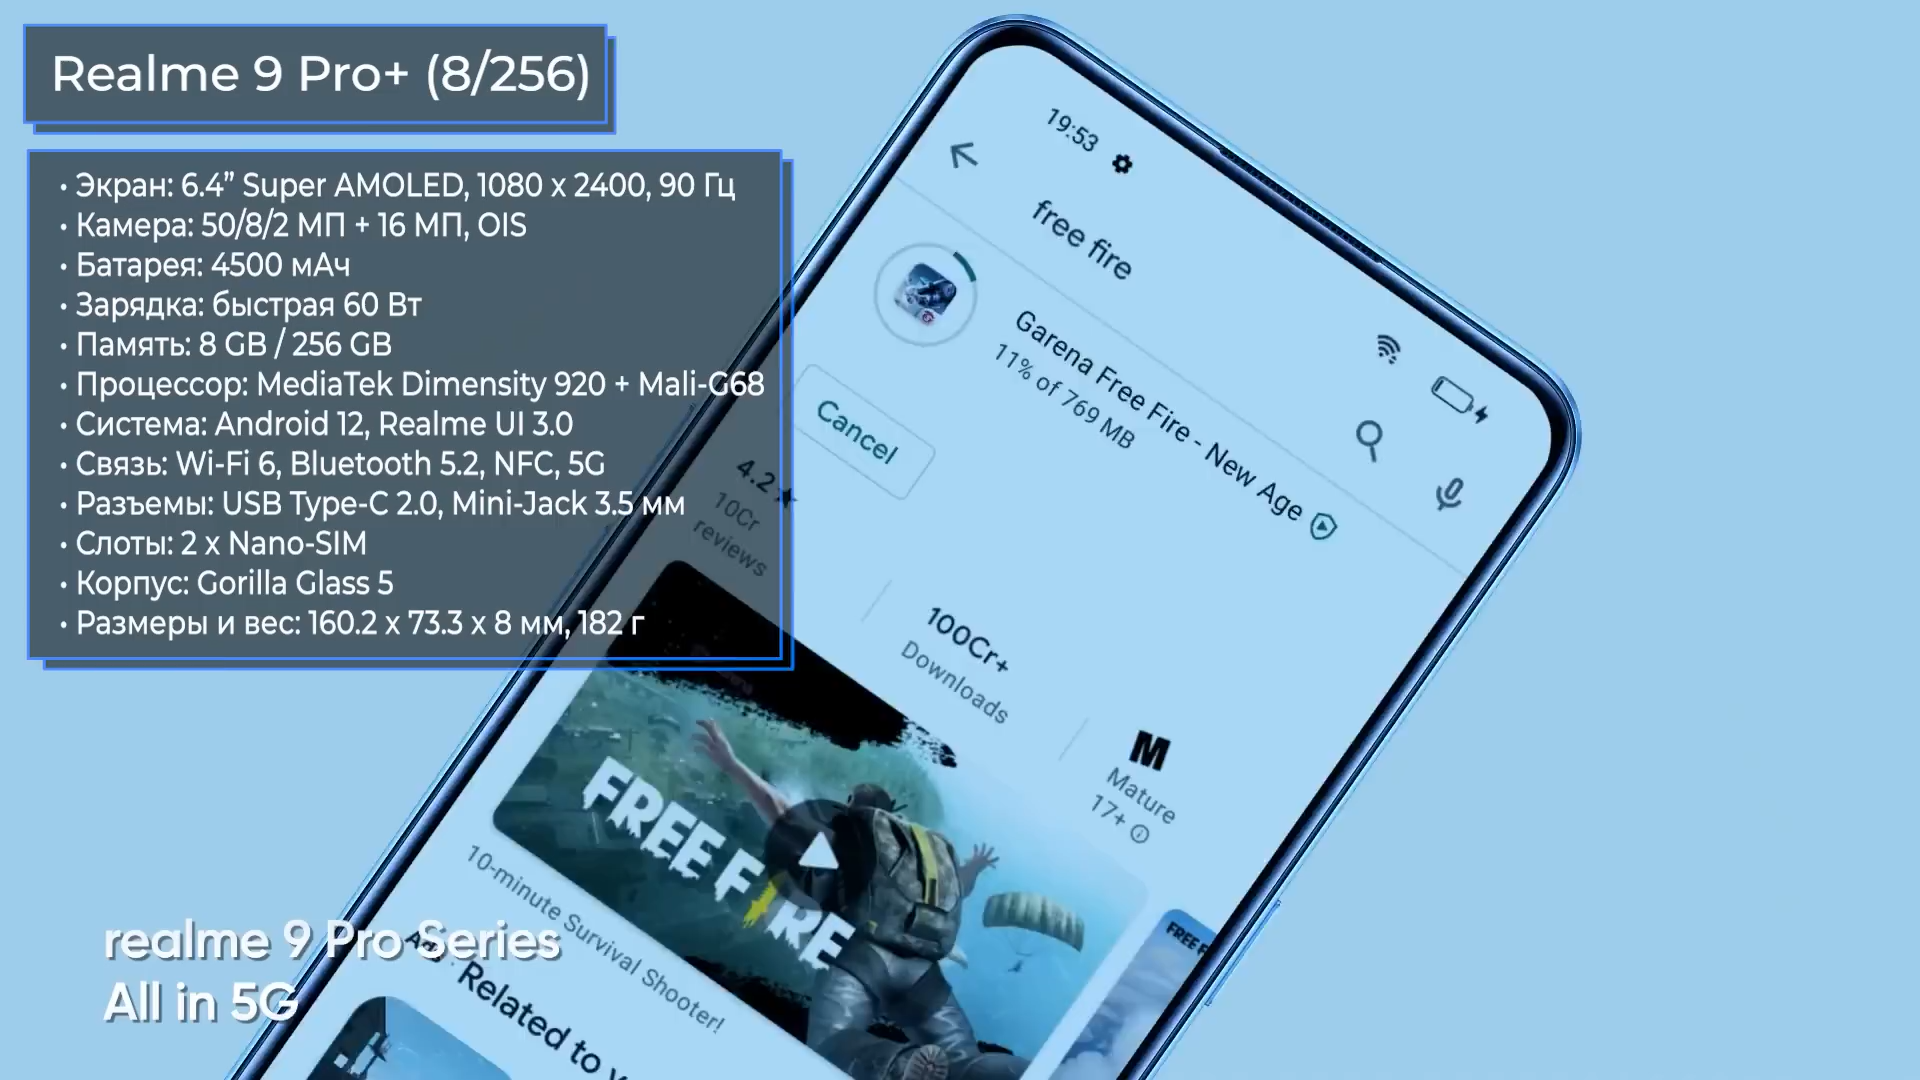 Realme 9 Pro+ (8/256)
• Экран: 6.4” Super AMOLED, 1080 x 2400, 90 Гц
• Камера: 50/8/2 МП + 16 МП, OIS
• Батарея: 4500 мАч
• Зарядка: быстрая 60 Вт
• Память: 8 GB / 256 GB
• Процессор: MediaTek Dimensity 920 + Mali-G68
• Система: Android 12, Realme UI 3.0
• Связь: Wi-Fi 6, Bluetooth 5.2, NFC, 5G
• Разъемы: USB Type-C 2.0, Mini-Jack 3.5 мм
• Слоты: 2 x Nano-SIM
• Корпус: Gorilla Glass 5
• Размеры и вес: 160.2 x 73.3 x 8 мм, 182 г
19:53
free fire
Garena Free Fire - New Age
11% of 769 MB
Cancel
4.2
10Cr
reviews
100Cr+
Downloads
M
Mature
17+
FREE FIRE
FREE F
10-minute Survival Shooter!
Related to
realme 9 Pro Series
All in 5G